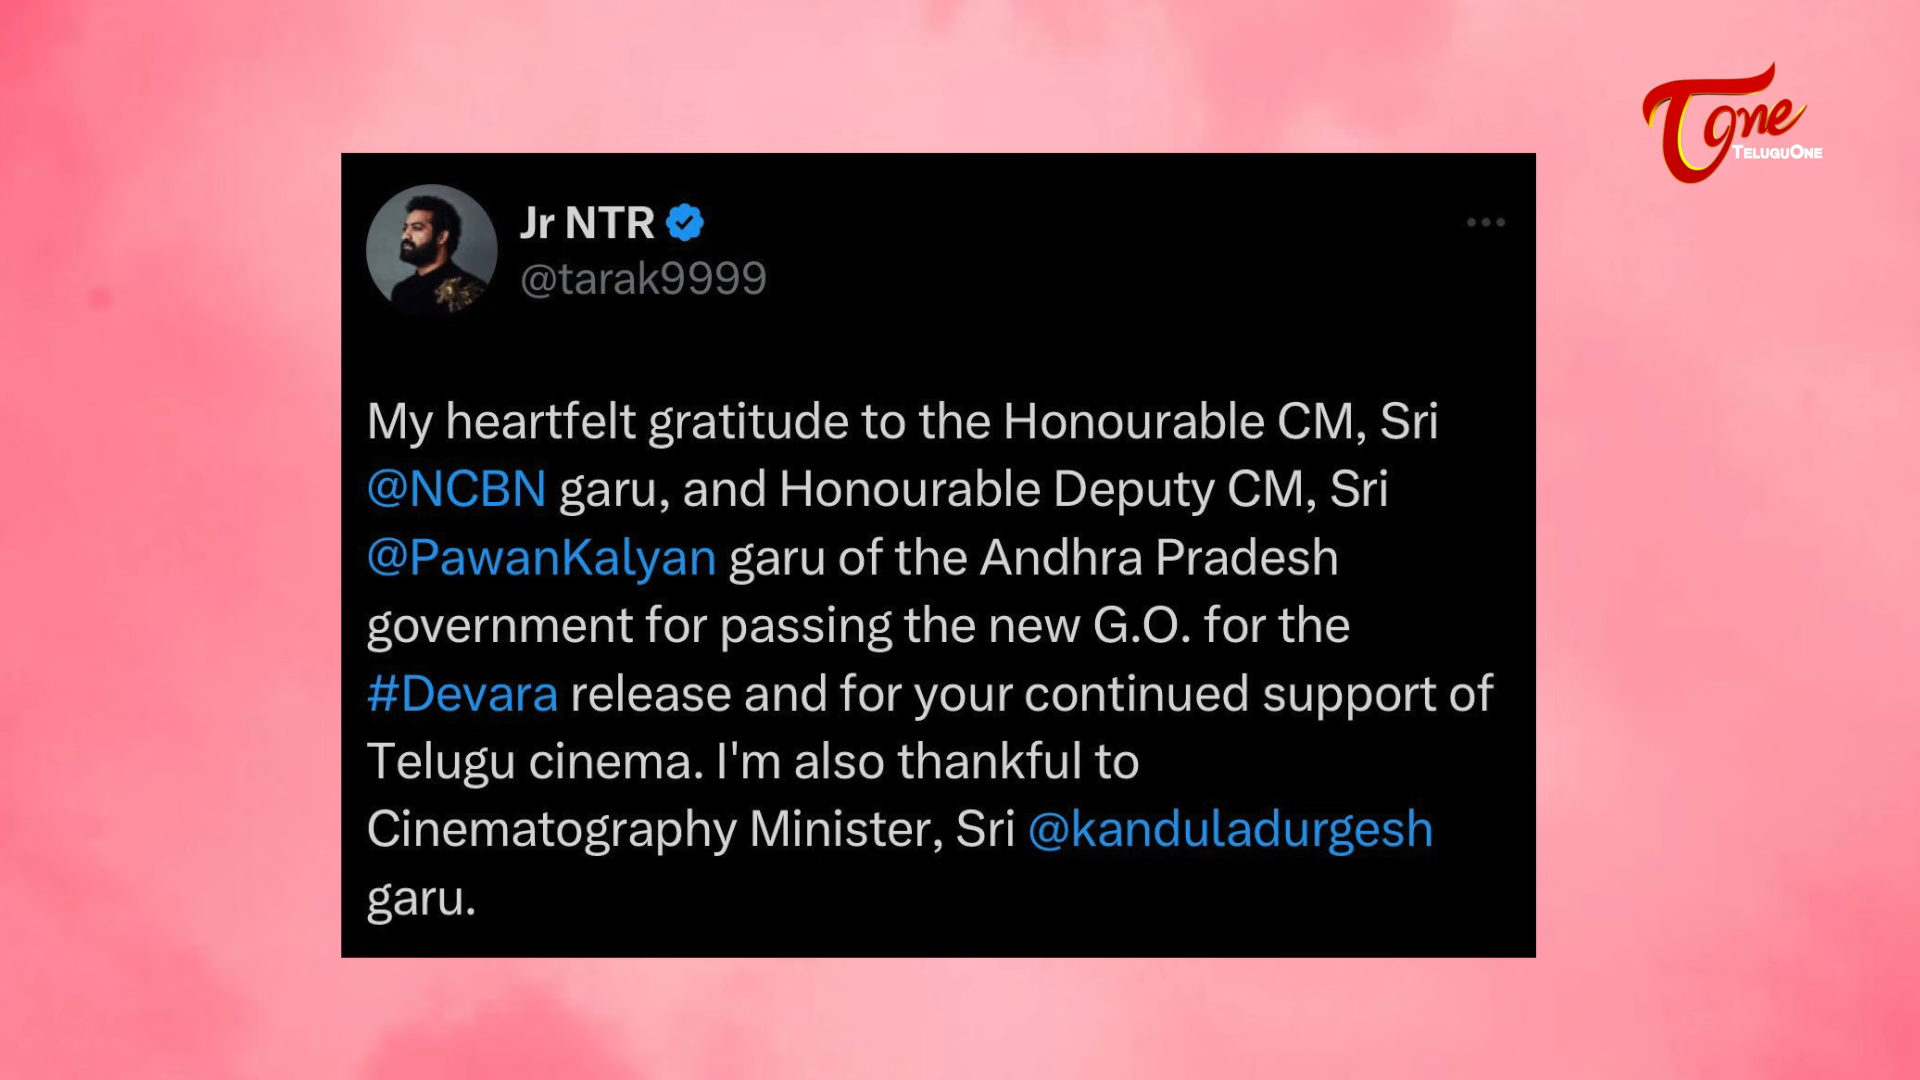 Tone
TELUGUONE
Jr NTR
@tarak9999
My heartfelt gratitude to the Honourable CM, Sri
@NCBN garu, and Honourable Deputy CM, Sri
@PawanKalyan garu of the Andhra Pradesh
government for passing the new G.O. for the
#Devara release and for your continued support of
Telugu cinema. I'm also thankful to
Cinematography Minister, Sri @kanduladurgesh
garu.